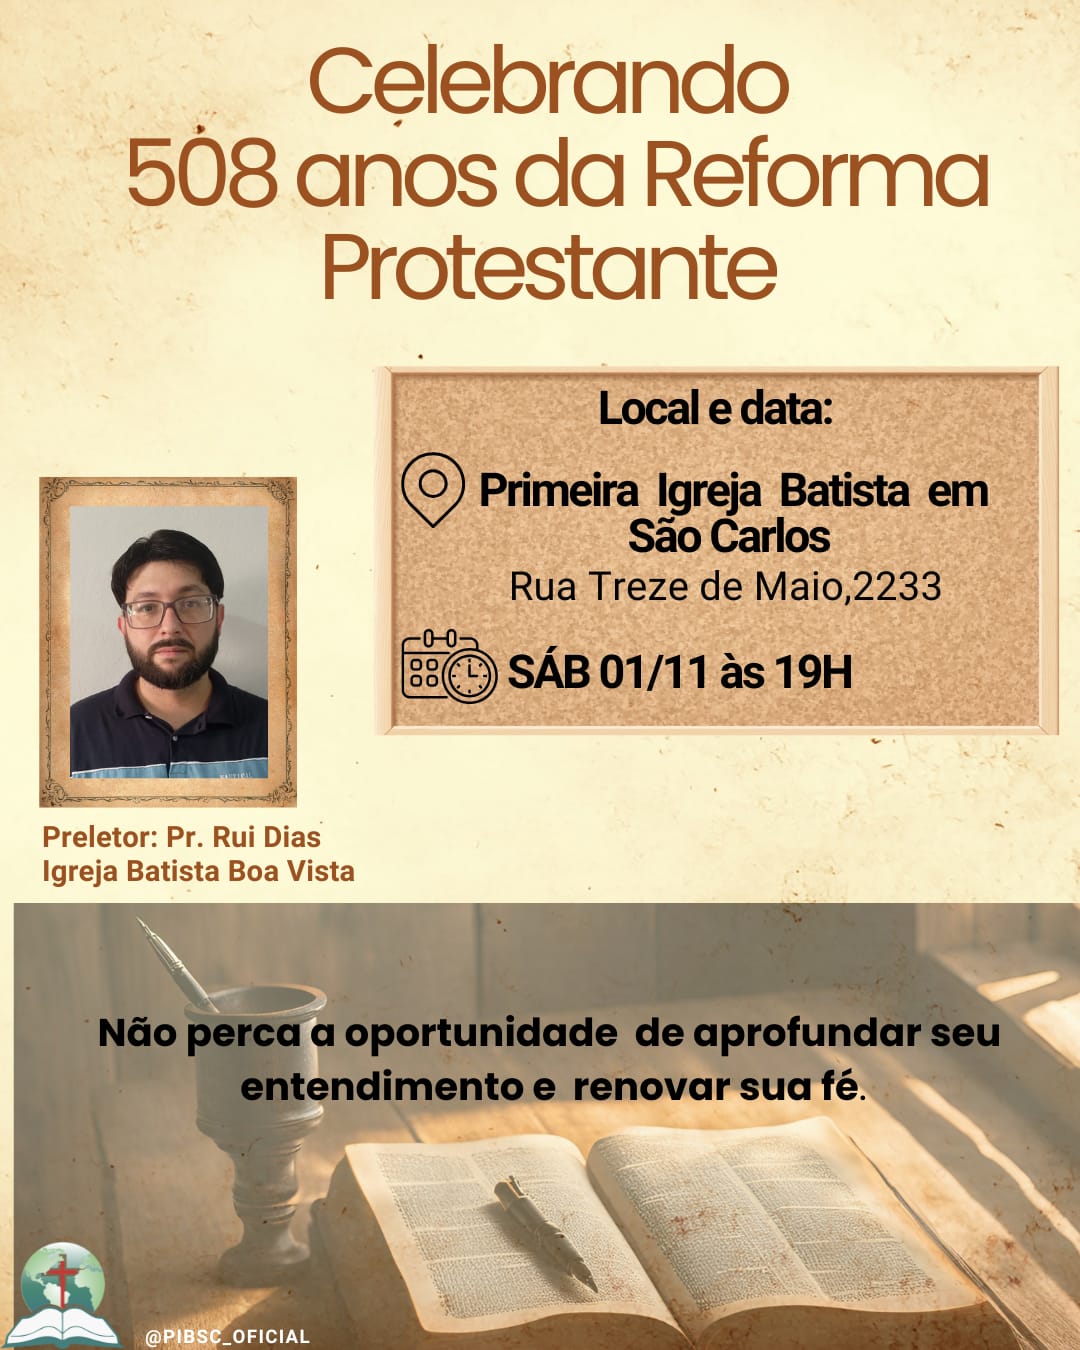 Celebrando
508 anos da Reforma
Protestante
Local e data:
Primeira Igreja Batista em
São Carlos
Rua Treze de Maio,2233
SÁB 01/11 às 19H
Preletor: Pr. Rui Dias
Igreja Batista Boa Vista
Não perca a oportunidade de aprofundar seu
entendimento e renovar sua fé.
@PIBSC_OFICIAL